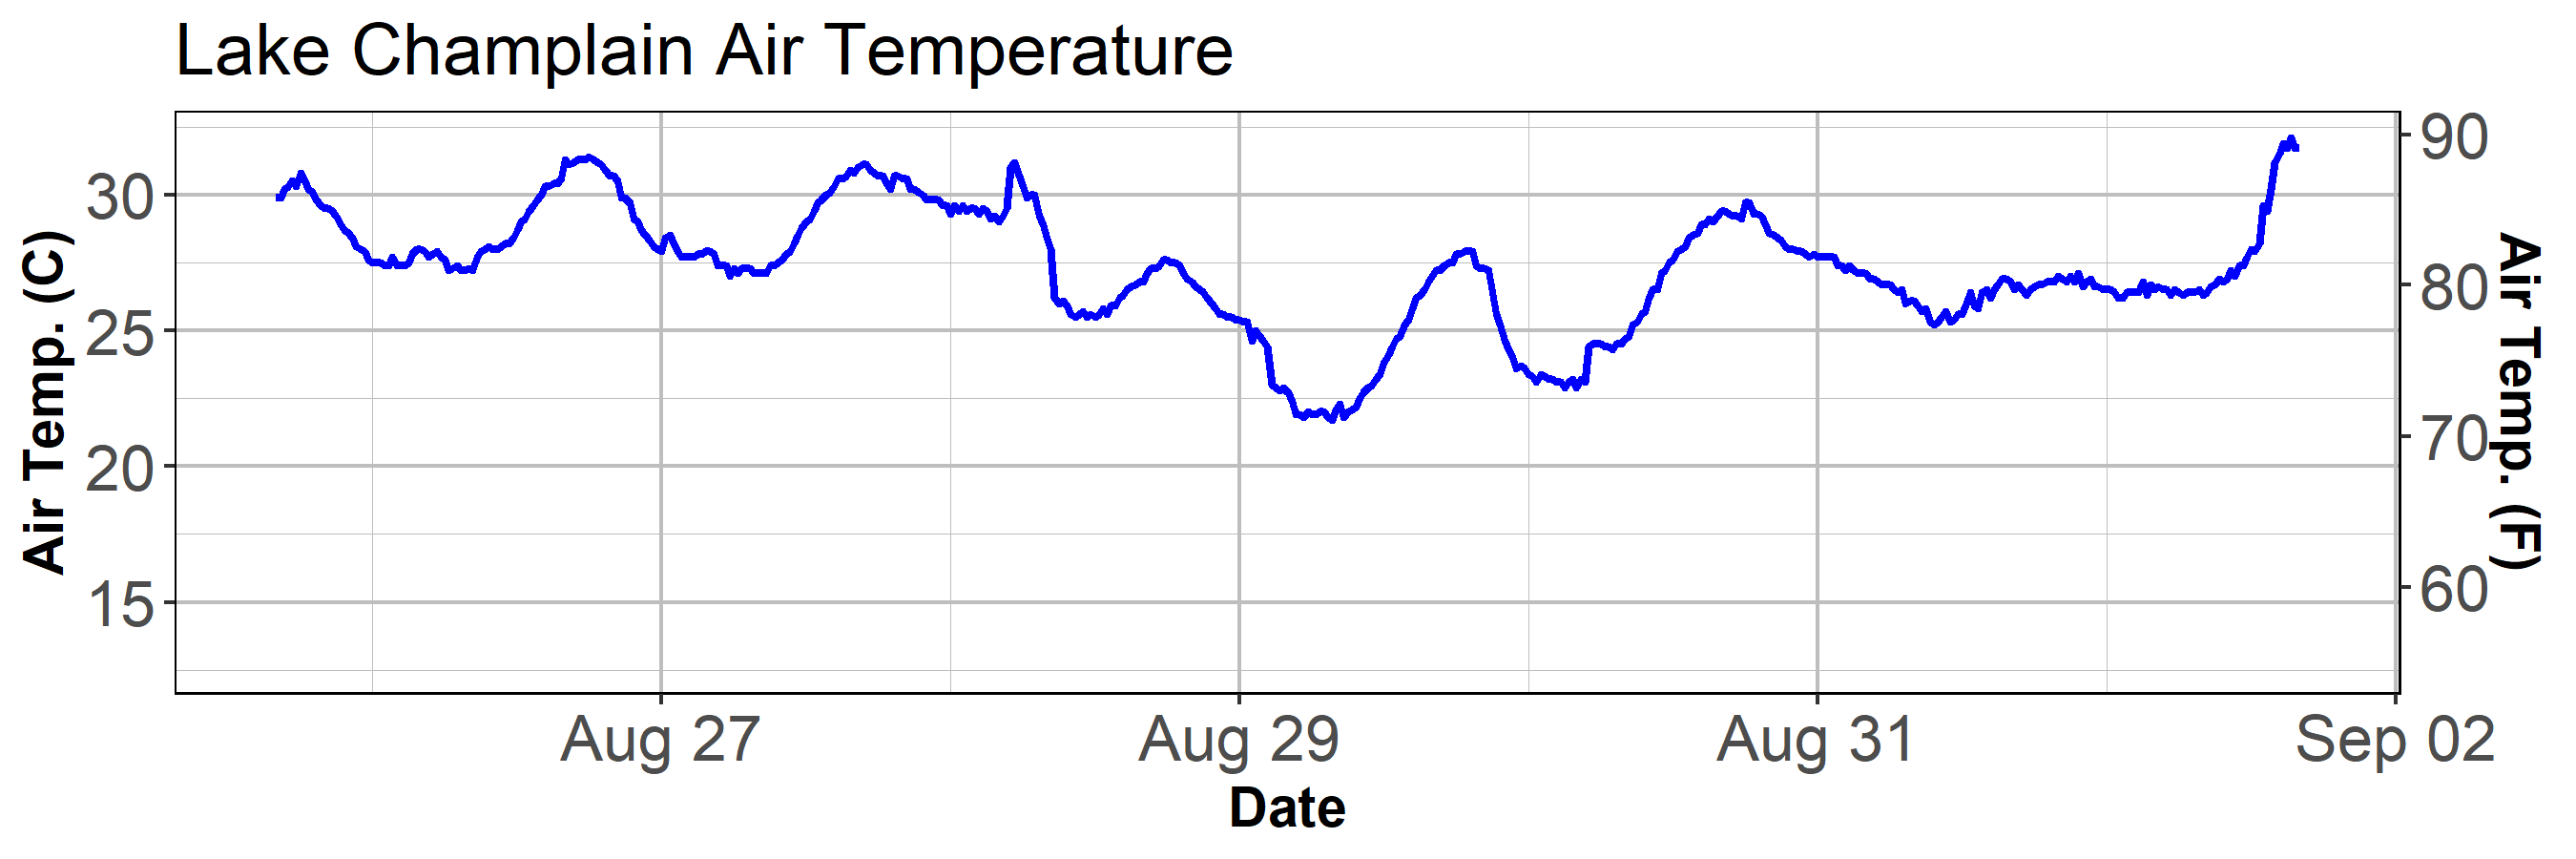 Lake Champlain Air Temperature
Air Temp. (C)
30
25
20
15
90
80
70
60
Air Temp. (F)
Aug 27
Aug 29
Aug 31
Sep 02
Date